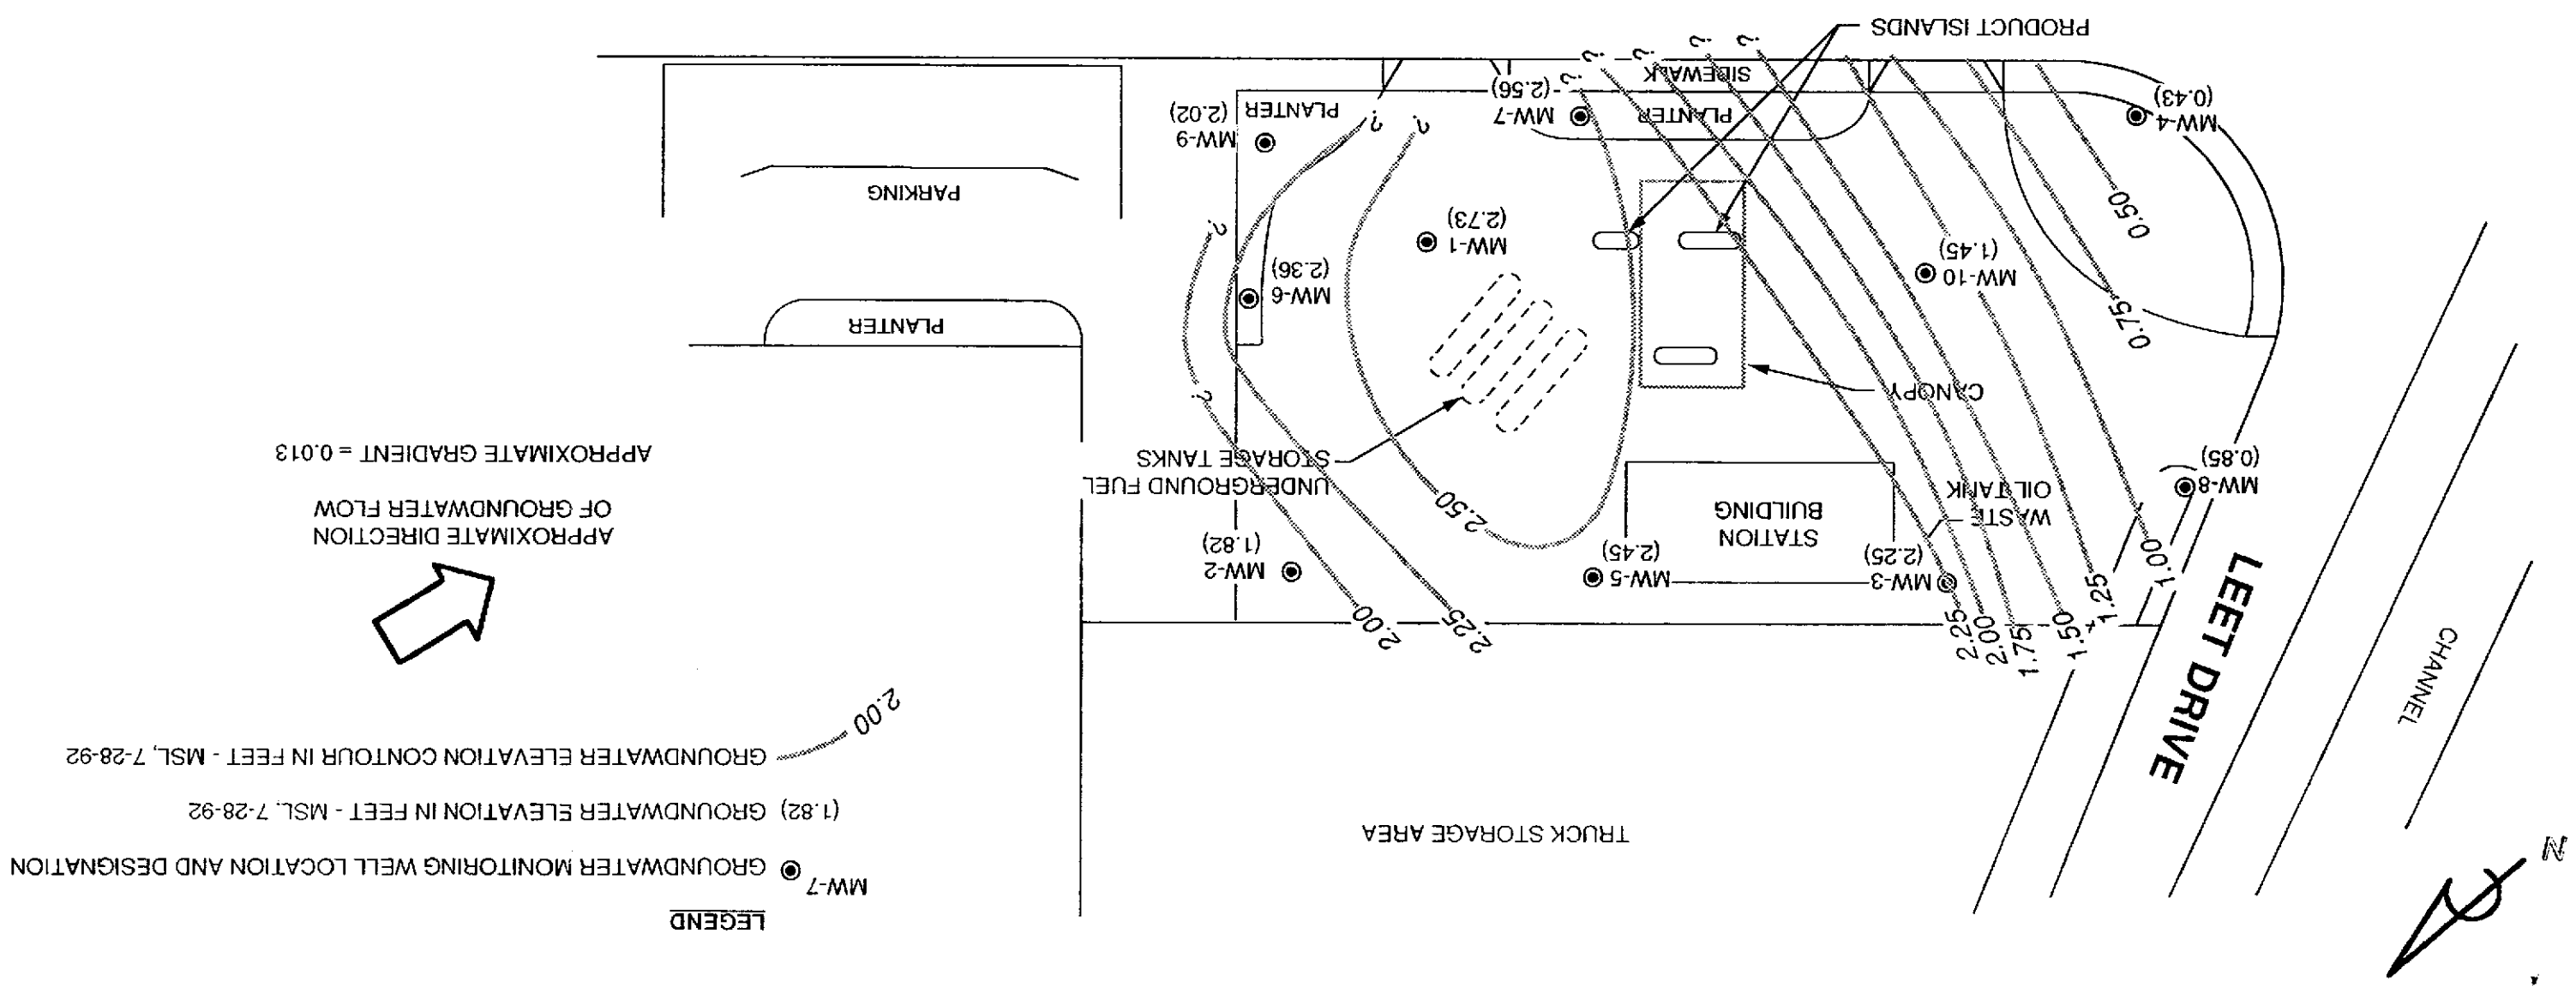 LEGEND
MW-7
GROUNDWATER MONITORING WELL LOCATION AND DESIGNATION
(1.82) GROUNDWATER ELEVATION IN FEET - MSL, 7-28-92
2.00
GROUNDWATER ELEVATION CONTOUR IN FEET - MSL, 7-28-92
APPROXIMATE DIRECTION
OF GROUNDWATER FLOW
APPROXIMATE GRADIENT = 0.013
N
TRUCK STORAGE AREA
CHANNEL
LEET DRIVE
1.75
2.00
2.25
1.50
1.25
1.00
2.25
2.00
MW-3
(2.25)
MW-5
(2.45)
MW-2
(1.82)
STATION
BUILDING
WASTE
OIL TANK
MW-8
(0.85)
2.50
UNDERGROUND FUEL
STORAGE TANKS
CANOPY
PLANTER
0.75
MW-10
(1.45)
MW-6
(2.36)
?
MW-1
(2.73)
?
0.50
PARKING
MW-4
(0.43)
PLANTER
MW-7
(2.56)
MW-9
(2.02)
PLANTER
?
?
?
SIDEWALK
?
?
?
?
PRODUCT ISLANDS